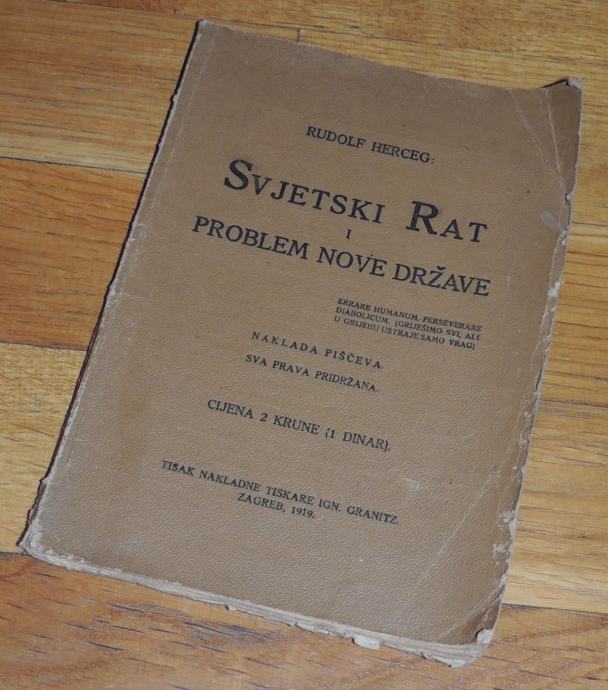 RUDOLF HERCEG:
SVJETSKI RAT
I
PROBLEM NOVE DRŽAVE
ERRARE HUMANUM, PERSEVERARE
DIABOLICUM. (GRIJEŠIMO SVI, ALI
U GRIJEHU USTRAJE SAMO VRAG)
NAKLADA PIŠČEVA.
SVA PRAVA PRIDRŽANA.
CIJENA 2 KRUNE (1 DINAR).
TISAK NAKLADNE TISKARE IGN. GRANITZ.
ZAGREB, 1919.